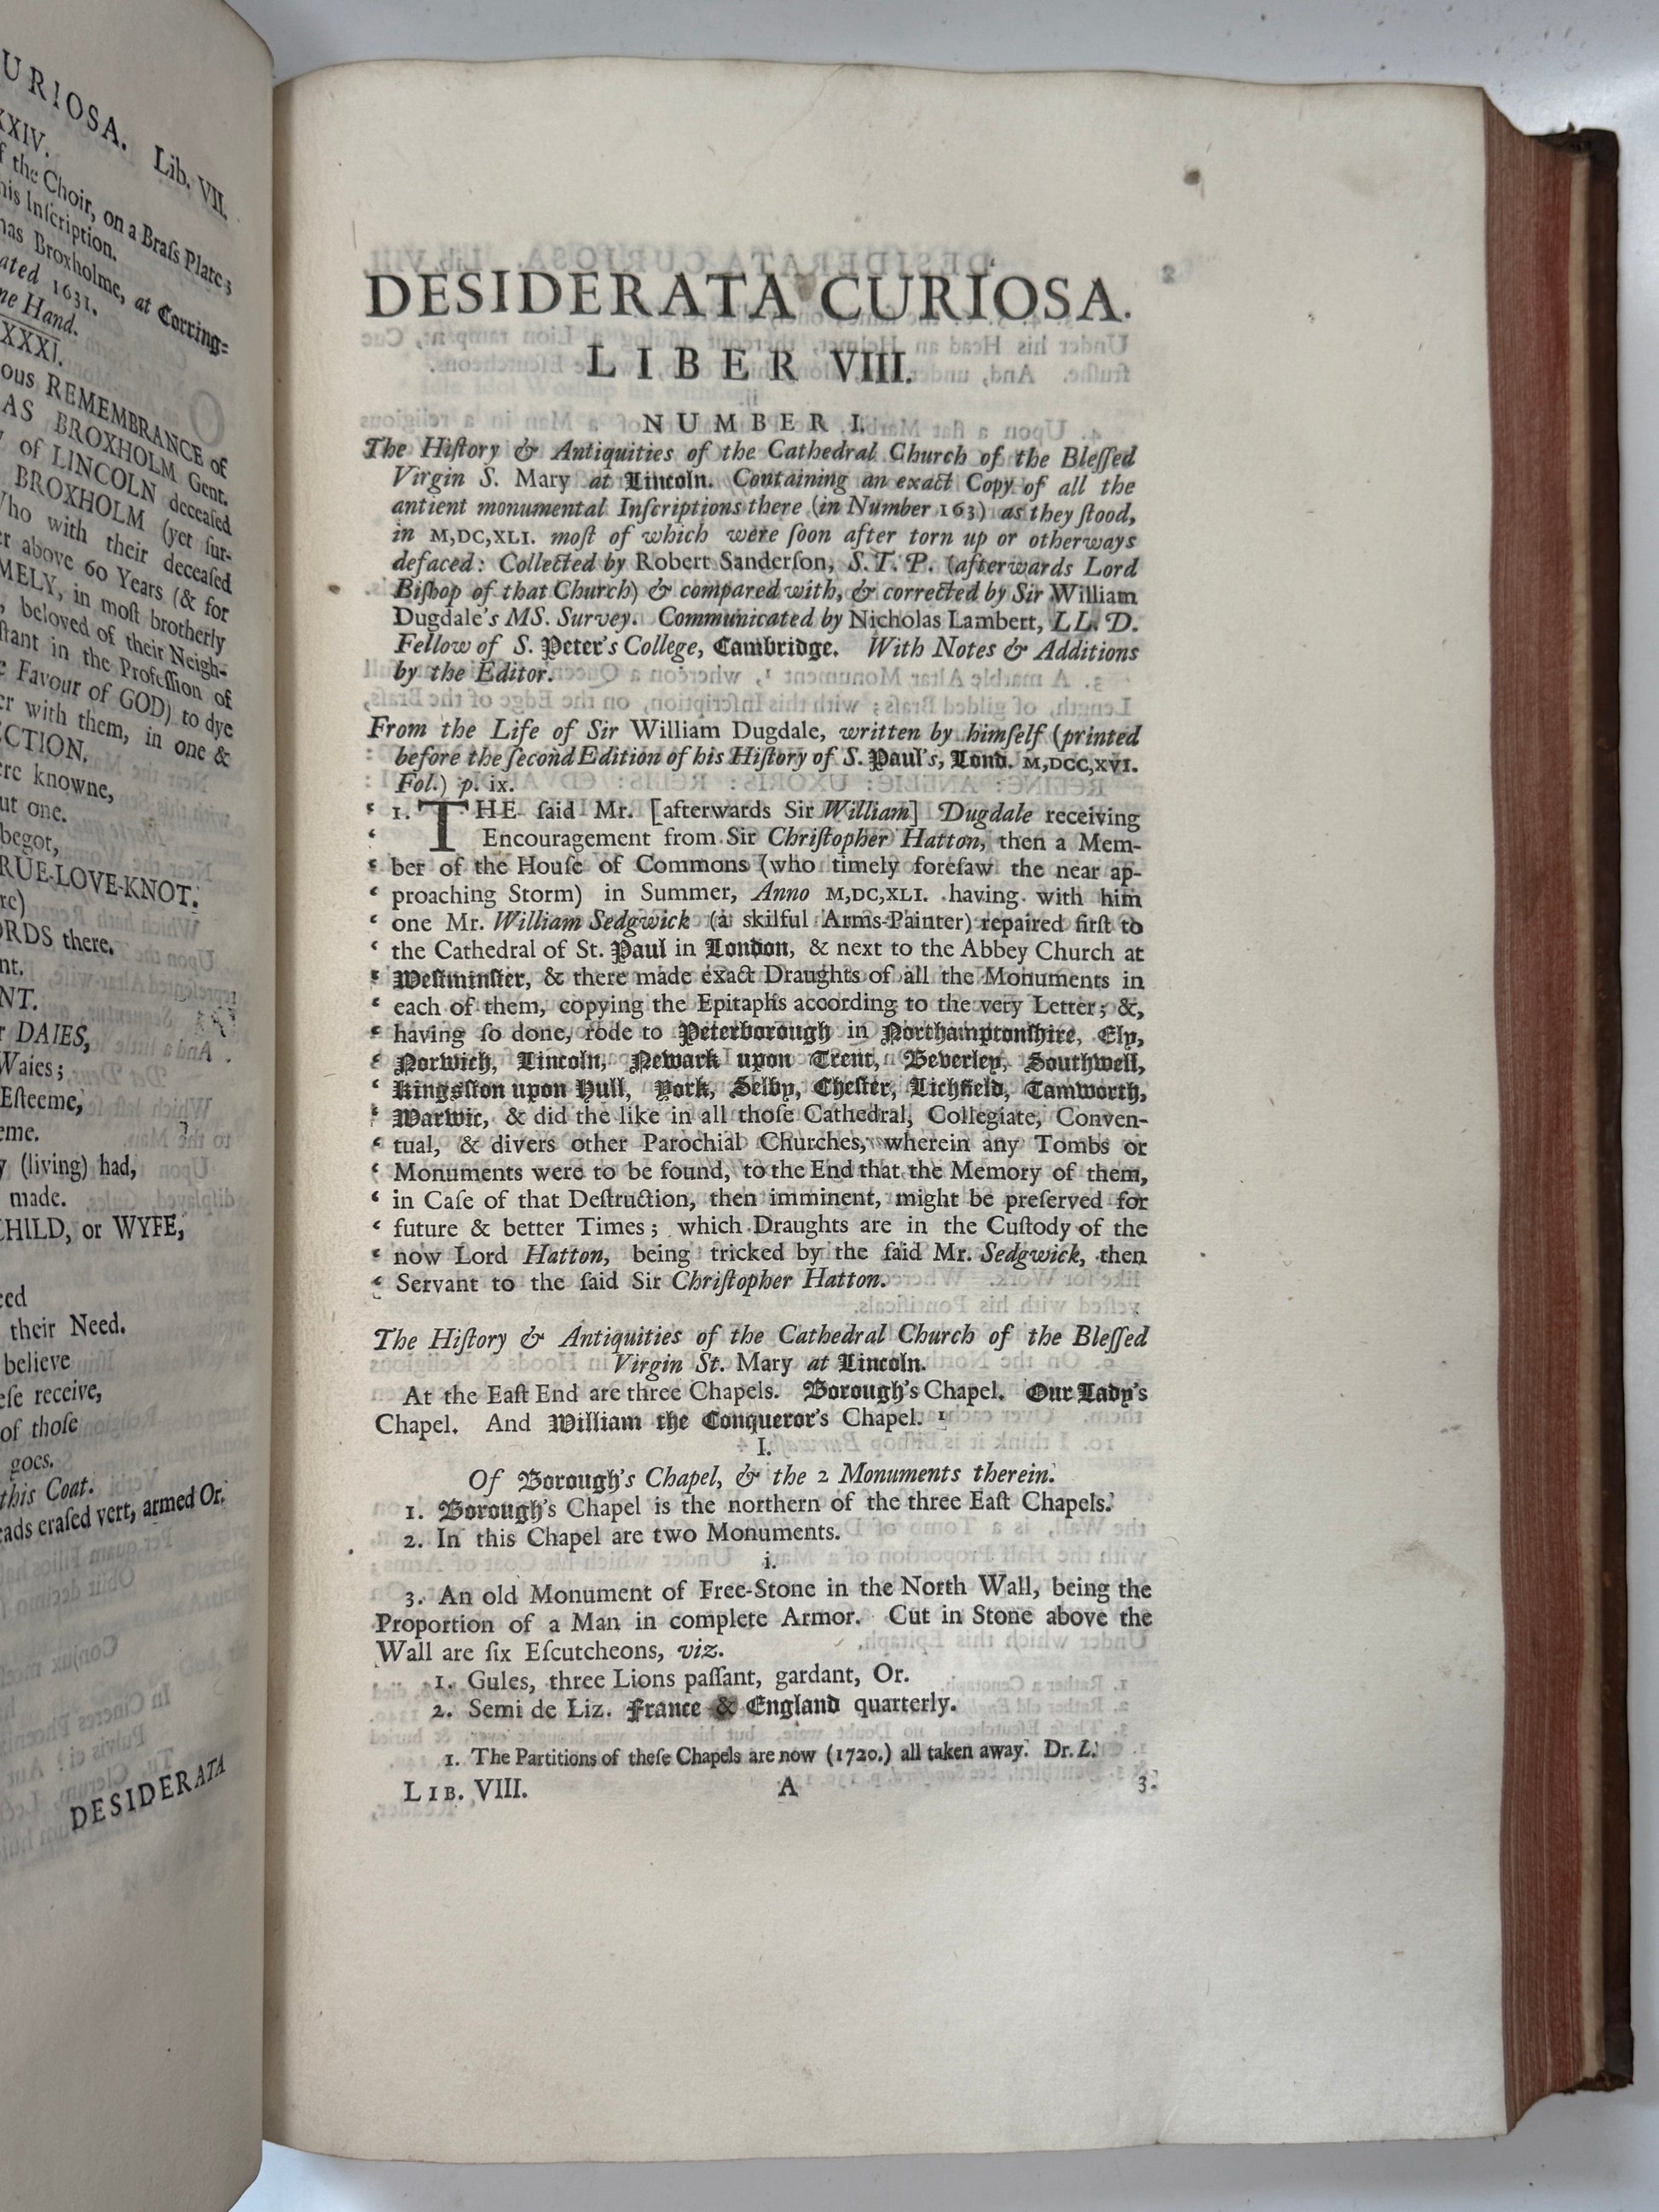 URIOSA. Lib. VII.
XXIV.
f the Choir, on a Braſs Plate;
his Inſcription.
mas Broxholme, at Corring-
ated 1631.
me Hand.
XXXI.
ous REMEMBRANCE of
AS BROXHOLM Gent.
of LINCOLN deceaſed
BROXHOLM (yet ſur-
Who with their deceaſed
r above 60 Years (& for
MELY, in moſt brotherly
, beloved of their Neigh-
ſtant in the Profeſſion of
e Favour of GOD) to dye
er with them, in one &
ECTION.
ere knowne,
ut one.
begot,
RUE-LOVE-KNOT.
re)
ORDS there.
nt.
NT.
r DAIES,
Waies;
Eſteeme,
eme.
y (living) had,
made.
CHILD, or WYFE,
eed
their Need.
believe
eſe receive,
of thoſe
goes.
this Coat.
eads eraſed vert, armed Or.
DESIDERATA
DESIDERATA CURIOSA.
LIBER VIII.
NUMBER I.
The Hiſtory & Antiquities of the Cathedral Church of the Bleſſed
Virgin S. Mary at Lincoln. Containing an exact Copy of all the
antient monumental Inſcriptions there (in Number 163) as they ſtood,
in M,DC,XLI. moſt of which were ſoon after torn up or otherways
defaced: Collected by Robert Sanderſon, S. T. P. (afterwards Lord
Biſhop of that Church) & compared with, & corrected by Sir William
Dugdale's MS. Survey. Communicated by Nicholas Lambert, LL. D.
Fellow of S. Peter's College, Cambridge. With Notes & Additions
by the Editor.
From the Life of Sir William Dugdale, written by himſelf (printed
before the ſecond Edition of his Hiſtory of S. Paul's, Lond. M,DCC,XVI.
Fol.) p. ix.
‘ 1. THE ſaid Mr. [afterwards Sir William] Dugdale receiving
‘ Encouragement from Sir Chriſtopher Hatton, then a Mem-
‘ ber of the Houſe of Commons (who timely foreſaw the near ap-
‘ proaching Storm) in Summer, Anno M,DC,XLI. having with him
‘ one Mr. William Sedgwick (a skilful Arms-Painter) repaired firſt to
‘ the Cathedral of St. Paul in London, & next to the Abbey Church at
‘ Weſtminſter, & there made exact Draughts of all the Monuments in
‘ each of them, copying the Epitaphs according to the very Letter; &,
‘ having ſo done, rode to Peterborough in Northamptonſhire, Ely,
‘ Norwich, Lincoln, Newark upon Trent, Beverley, Southwell,
‘ Kingſton upon Hull, York, Selby, Cheſter, Lichfield, Tamworth,
‘ Warwic, & did the like in all thoſe Cathedral, Collegiate, Conven-
‘ tual, & divers other Parochial Churches, wherein any Tombs or
‘ Monuments were to be found, to the End that the Memory of them,
‘ in Caſe of that Deſtruction, then imminent, might be preſerved for
‘ future & better Times; which Draughts are in the Cuſtody of the
‘ now Lord Hatton, being tricked by the ſaid Mr. Sedgwick, then
‘ Servant to the ſaid Sir Chriſtopher Hatton.
The Hiſtory & Antiquities of the Cathedral Church of the Bleſſed
Virgin St. Mary at Lincoln.
At the Eaſt End are three Chapels. Borough's Chapel. Our Lady's
Chapel. And William the Conqueror's Chapel. 1
I.
Of Borough's Chapel, & the 2 Monuments therein.
1. Borough's Chapel is the northern of the three Eaſt Chapels.
2. In this Chapel are two Monuments.
i.
3. An old Monument of Free-Stone in the North Wall, being the
Proportion of a Man in complete Armor. Cut in Stone above the
Wall are ſix Eſcutcheons, viz.
1. Gules, three Lions paſſant, gardant, Or.
2. Semi de Liz. France & England quarterly.
1. The Partitions of theſe Chapels are now (1720.) all taken away. Dr. L.
LIB. VIII. A 3.